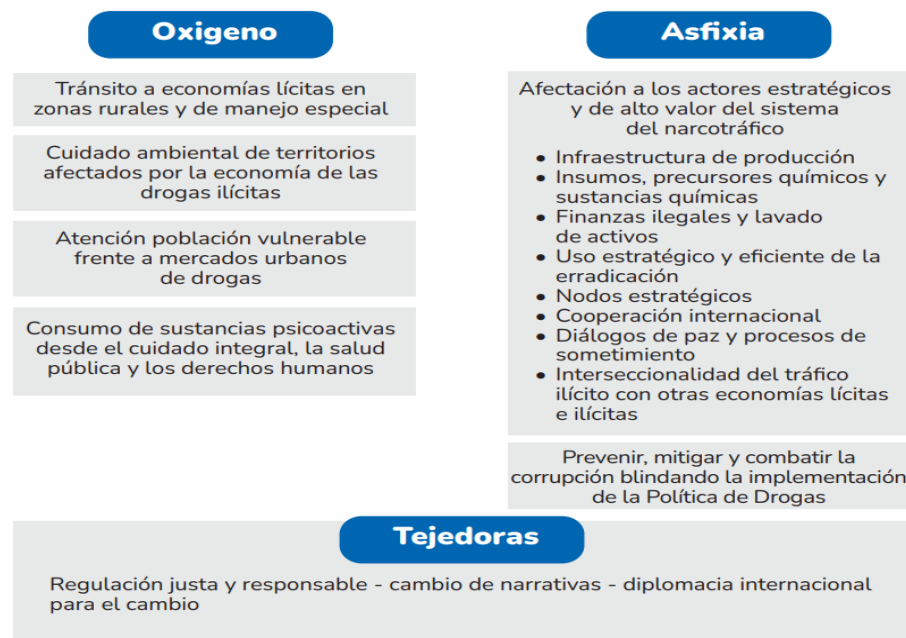 Oxigeno
Tránsito a economías lícitas en
zonas rurales y de manejo especial
Cuidado ambiental de territorios
afectados por la economía de las
drogas ilícitas
Atención población vulnerable
frente a mercados urbanos
de drogas
Consumo de sustancias psicoactivas
desde el cuidado integral, la salud
pública y los derechos humanos
Asfixia
Afectación a los actores estratégicos
y de alto valor del sistema
del narcotráfico
• Infraestructura de producción
• Insumos, precursores químicos y
sustancias químicas
• Finanzas ilegales y lavado
de activos
• Uso estratégico y eficiente de la
erradicación
• Nodos estratégicos
• Cooperación internacional
• Diálogos de paz y procesos de
sometimiento
• Interseccionalidad del tráfico
ilícito con otras economías lícitas
e ilícitas
Prevenir, mitigar y combatir la
corrupción blindando la implementación
de la Política de Drogas
Tejedoras
Regulación justa y responsable - cambio de narrativas - diplomacia internacional
para el cambio